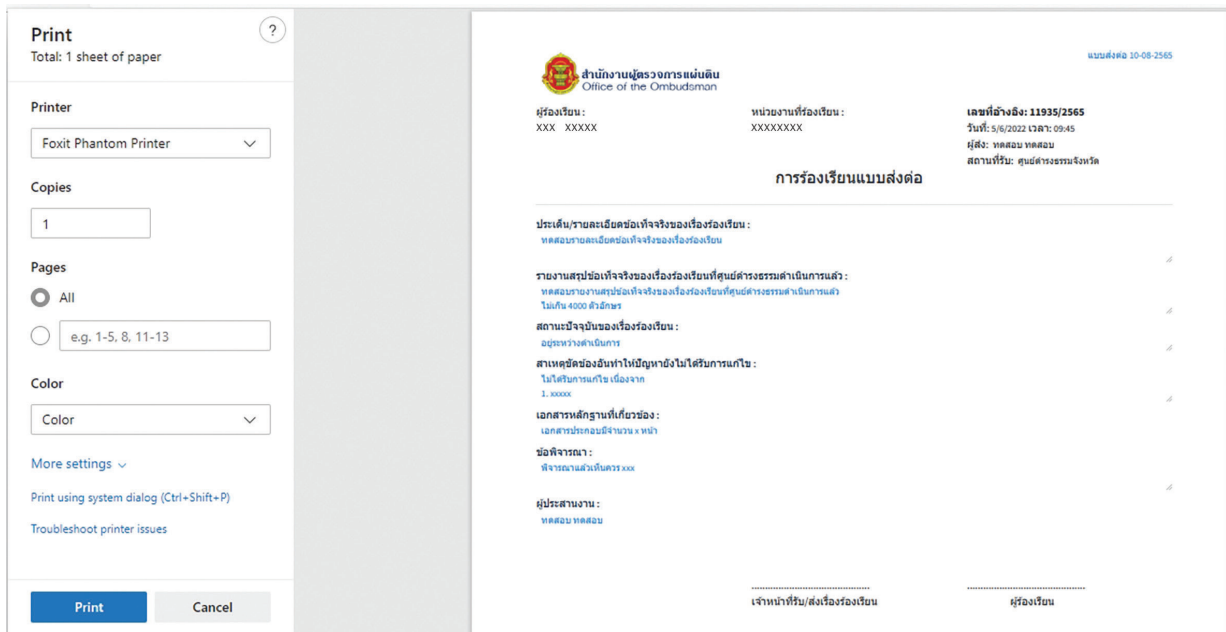 Print
?
Total: 1 sheet of paper
Printer
Foxit Phantom Printer
Copies
1
Pages
All
e.g. 1-5, 8, 11-13
Color
Color
More settings
Print using system dialog (Ctrl+Shift+P)
Troubleshoot printer issues
Print Cancel
แบบส่งต่อ 10-08-2565
สำนักงานผู้ตรวจการแผ่นดิน
Office of the Ombudsman
ผู้ร้องเรียน : หน่วยงานที่ร้องเรียน : เลขที่อ้างอิง: 11935/2565
XXX XXXXX XXXXXXXX วันที่: 5/6/2022 เวลา: 09:45
ผู้ส่ง: ทดสอบ ทดสอบ
สถานที่รับ: ศูนย์ดำรงธรรมจังหวัด
การร้องเรียนแบบส่งต่อ
ประเด็น/รายละเอียดข้อเท็จจริงของเรื่องร้องเรียน :
ทดสอบรายละเอียดข้อเท็จจริงของเรื่องร้องเรียน
รายงานสรุปข้อเท็จจริงของเรื่องร้องเรียนที่ศูนย์ดำรงธรรมดำเนินการแล้ว :
ทดสอบรายงานสรุปข้อเท็จจริงของเรื่องร้องเรียนที่ศูนย์ดำรงธรรมดำเนินการแล้ว
ไม่เกิน 4000 ตัวอักษร
สถานะปัจจุบันของเรื่องร้องเรียน :
อยู่ระหว่างดำเนินการ
สาเหตุขัดข้องอันทำให้ปัญหายังไม่ได้รับการแก้ไข :
ไม่ได้รับการแก้ไข เนื่องจาก
1. xxxxx
เอกสารหลักฐานที่เกี่ยวข้อง :
เอกสารประกอบมีจำนวน x หน้า
ข้อพิจารณา :
พิจารณาแล้วเห็นควร xxx
ผู้ประสานงาน :
ทดสอบ ทดสอบ
เจ้าหน้าที่รับ/ส่งเรื่องร้องเรียน ผู้ร้องเรียน